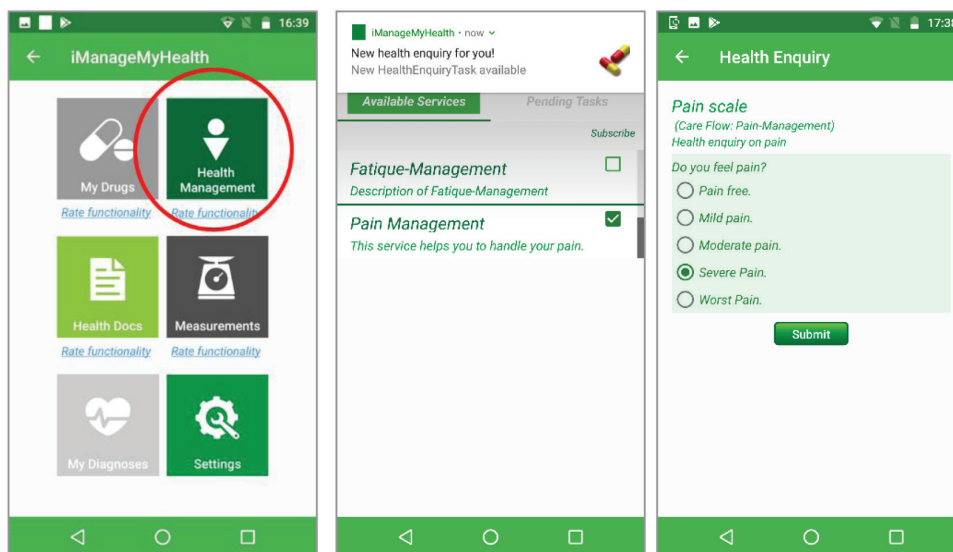 16:39
iManageMyHealth
My Drugs
Health
Management
Rate functionality
Rate functionality
Health Docs
Measurements
Rate functionality
Rate functionality
My Diagnoses
Settings
iManageMyHealth • now
New health enquiry for you!
New HealthEnquiryTask available
Available Services
Pending Tasks
Subscribe
Fatique-Management
Description of Fatique-Management
Pain Management
This service helps you to handle your pain.
17:38
Health Enquiry
Pain scale
(Care Flow: Pain-Management)
Health enquiry on pain
Do you feel pain?
Pain free.
Mild pain.
Moderate pain.
Severe Pain.
Worst Pain.
Submit